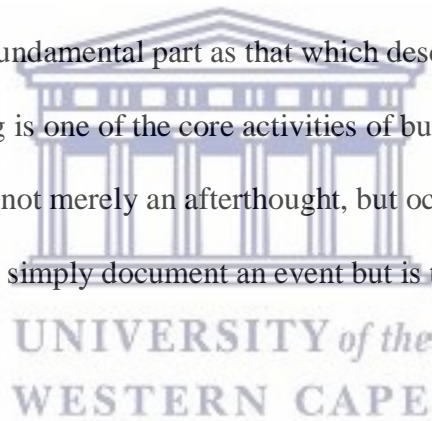 undamental part as that which des
g is one of the core activities of bu
not merely an afterthought, but oc
simply document an event but is
UNIVERSITY of the
WESTERN CAPE